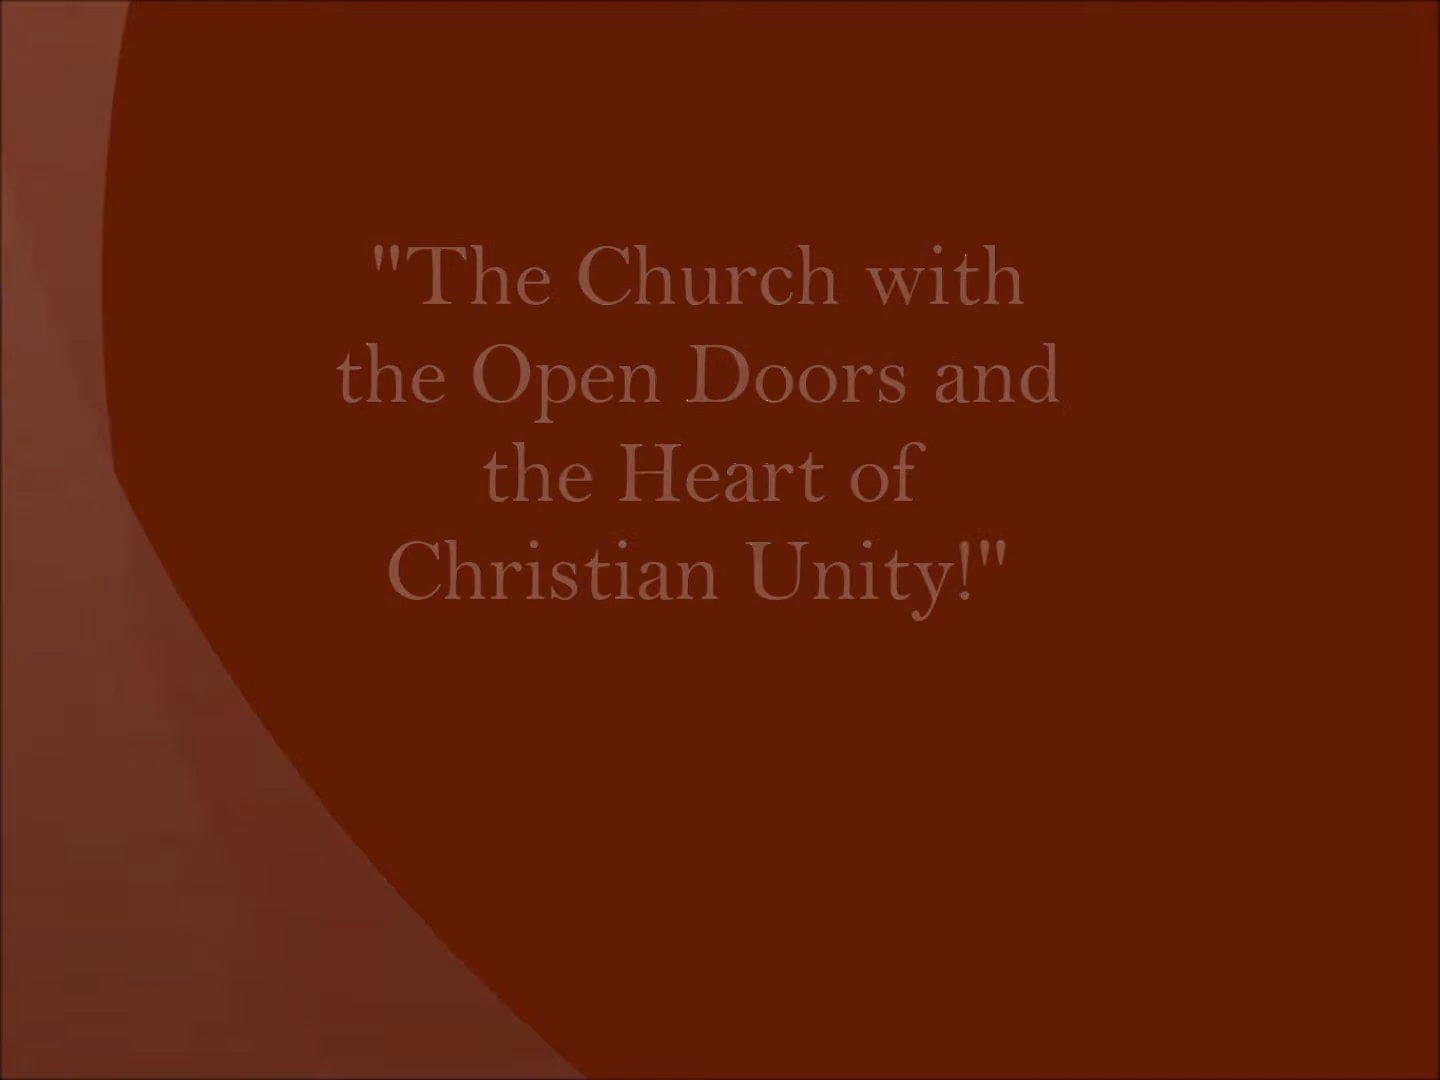 "The Church with
the Open Doors and
the Heart of
Christian Unity!"